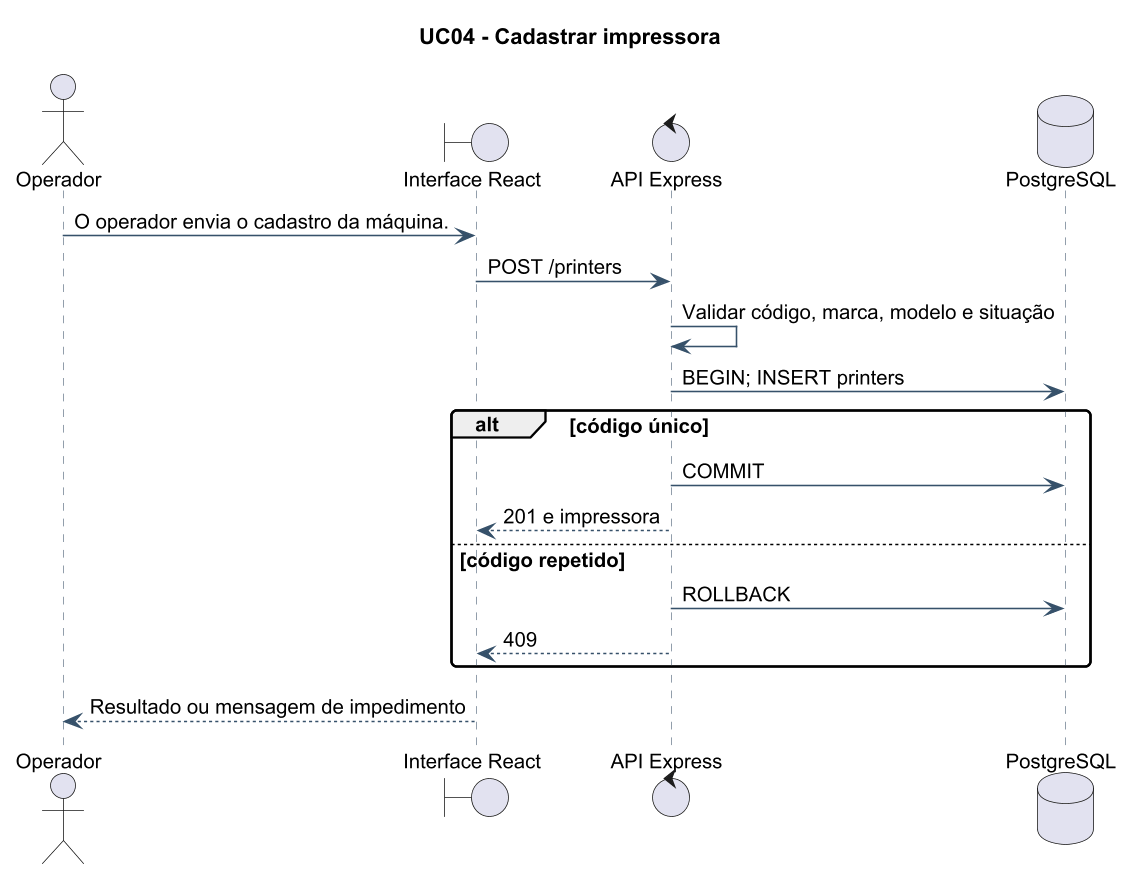 UC04 - Cadastrar impressora
Operador
Interface React
API Express
PostgreSQL
O operador envia o cadastro da máquina.
POST /printers
Validar código, marca, modelo e situação
BEGIN; INSERT printers
alt
[código único]
COMMIT
201 e impressora
[código repetido]
ROLLBACK
409
Resultado ou mensagem de impedimento
Operador
Interface React
API Express
PostgreSQL